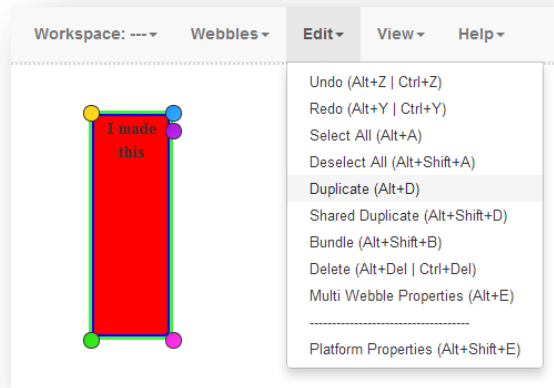 Workspace: --- Webbles Edit View Help
Undo (Alt+Z | Ctrl+Z)
Redo (Alt+Y | Ctrl+Y)
Select All (Alt+A)
Deselect All (Alt+Shift+A)
Duplicate (Alt+D)
Shared Duplicate (Alt+Shift+D)
Bundle (Alt+Shift+B)
Delete (Alt+Del | Ctrl+Del)
Multi Webble Properties (Alt+E)
-----------------------------------
Platform Properties (Alt+Shift+E)
I made
this